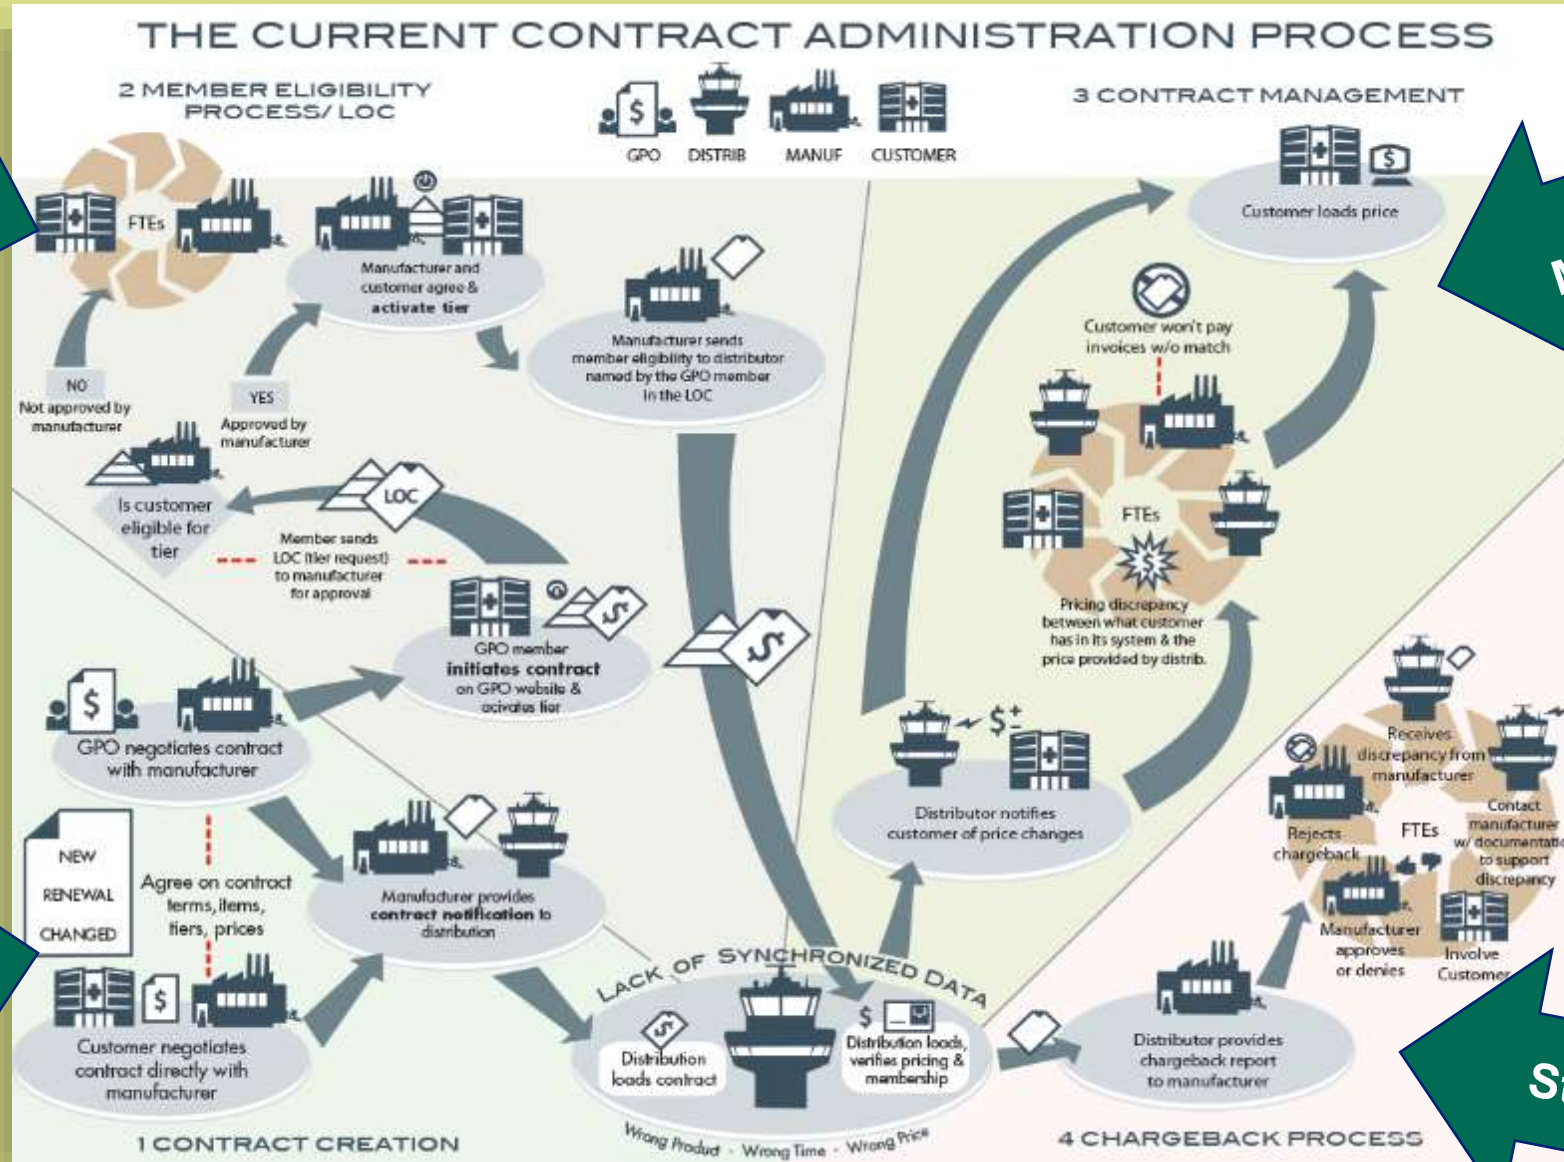 THE CURRENT CONTRACT ADMINISTRATION PROCESS
2 MEMBER ELIGIBILITY
PROCESS/ LOC
GPO
DISTRIB
MANUF
CUSTOMER
3 CONTRACT MANAGEMENT
FTEs
Manufacturer and
customer agree &
activate tier
Manufacturer sends
member eligibility to distributor
named by the GPO member
in the LOC
NO
Not approved by
manufacturer
YES
Approved by
manufacturer
Is customer
eligible for
tier
LOC
Member sends
LOC (tier request)
to manufacturer
for approval
GPO member
initiates contract
on GPO website &
acivates tier
$
$
$
GPO negotiates contract
with manufacturer
NEW
RENEWAL
CHANGED
Agree on contract
terms, items,
tiers, prices
Manufacturer provides
contract notification to
distribution
$
Customer negotiates
contract directly with
manufacturer
1 CONTRACT CREATION
LACK OF SYNCHRONIZED DATA
$
Distribution
loads contract
$
Distribution loads,
verifies pricing &
membership
Wrong Product - Wrong Time - Wrong Price
$
Customer loads price
Customer won't pay
invoices w/o match
FTEs
$
Pricing discrepancy
between what customer
has in its system & the
price provided by distrib.
$±
Distributor notifies
customer of price changes
Receives
discrepancy from
manufacturer
Contact
manufacturer
w/ documentatic
to support
discrepancy
FTEs
Rejects
chargeback
Manufacturer
approves
or denies
Involve
Customer
Distributor provides
chargeback report
to manufacturer
4 CHARGEBACK PROCESS